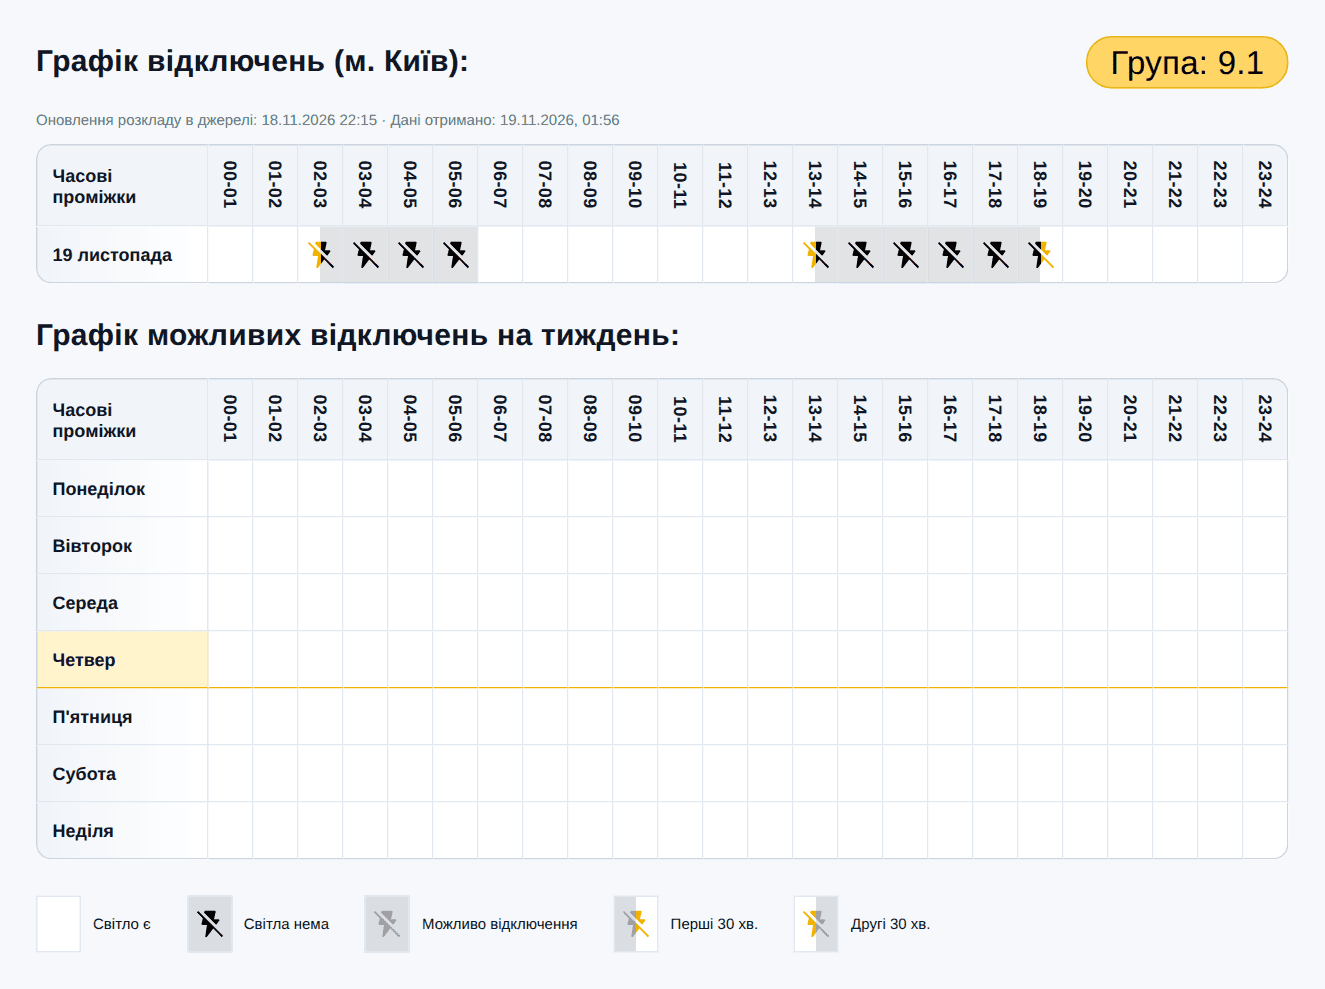 Графік відключень (м. Київ):
Група: 9.1
Оновлення розкладу в джерелі: 18.11.2026 22:15 · Дані отримано: 19.11.2026, 01:56
Часові проміжки 00-01 01-02 02-03 03-04 04-05 05-06 06-07 07-08 08-09 09-10 10-11 11-12 12-13 13-14 14-15 15-16 16-17 17-18 18-19 19-20 20-21 21-22 22-23 23-24
19 листопада
Графік можливих відключень на тиждень:
Часові проміжки 00-01 01-02 02-03 03-04 04-05 05-06 06-07 07-08 08-09 09-10 10-11 11-12 12-13 13-14 14-15 15-16 16-17 17-18 18-19 19-20 20-21 21-22 22-23 23-24
Понеділок
Вівторок
Середа
Четвер
П'ятниця
Субота
Неділя
Світло є Світла нема Можливо відключення Перші 30 хв. Другі 30 хв.